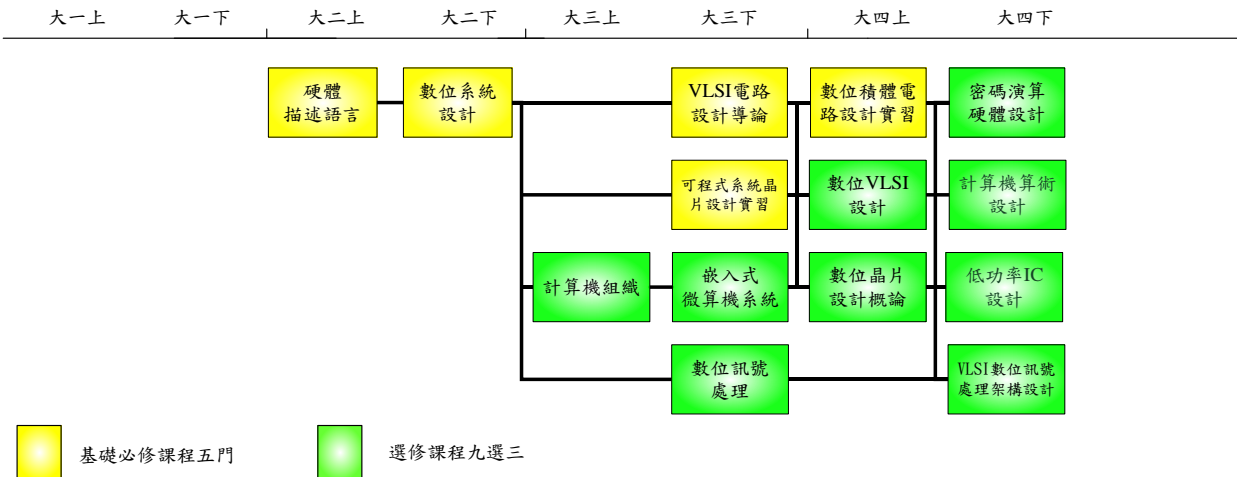 大一上 大一下 大二上 大二下 大三上 大三下 大四上 大四下
硬體
描述語言
數位系統
設計
VLSI電路
設計導論
數位積體電
路設計實習
密碼演算
硬體設計
可程式系統晶
片設計實習
數位VLSI
設計
計算機算術
設計
計算機組織
嵌入式
微算機系統
數位晶片
設計概論
低功率IC
設計
數位訊號
處理
VLSI數位訊號
處理架構設計
基礎必修課程五門
選修課程九選三